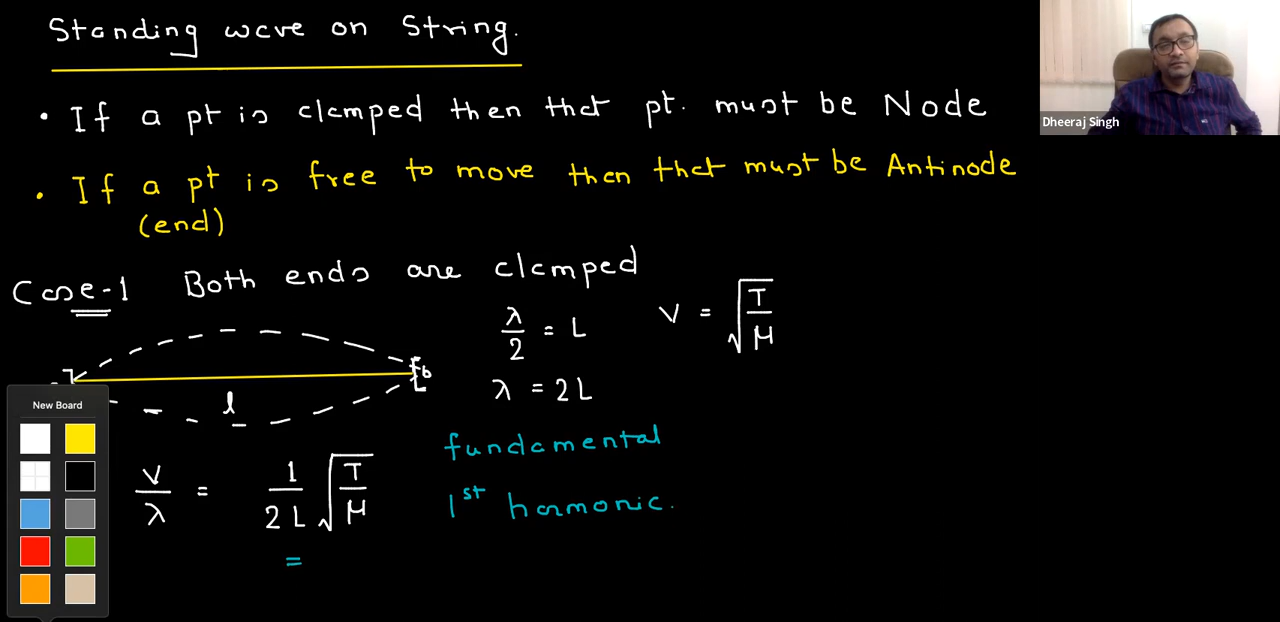 Standing wave on String.
Dheeraj Singh
• If a pt is clamped then that pt. must be Node
• If a pt is free to move then that must be Antinode
(end)
Case-1 Both ends are clamped
λ/2 = L
V = √(T/μ)
l
λ = 2L
New Board
fundamental
V/λ = 1/2L √(T/μ)
1st harmonic.
=